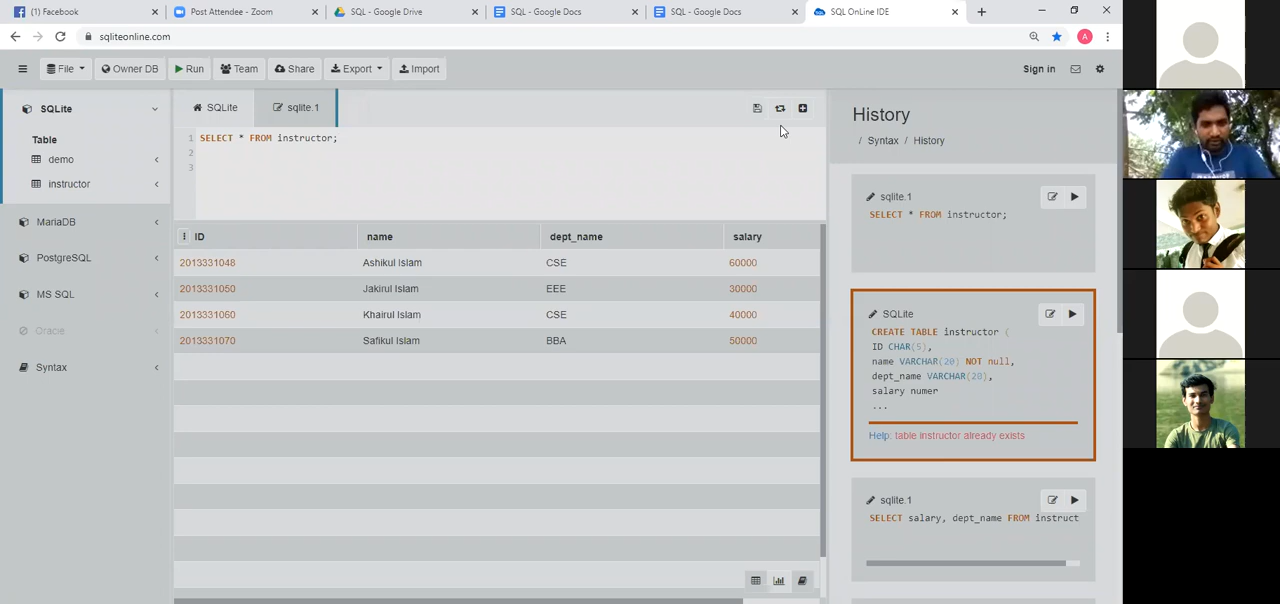 (1) Facebook
Post Attendee - Zoom
SQL - Google Drive
SQL - Google Docs
SQL - Google Docs
SQL OnLine IDE
sqliteonline.com
A
File
Owner DB
Run
Team
Share
Export
Import
Sign in
SQLite
Table
demo
instructor
MariaDB
PostgreSQL
MS SQL
Oracle
Syntax
SQLite
sqlite.1
1 SELECT * FROM instructor;
2
3
ID name dept_name salary
2013331048 Ashikul Islam CSE 60000
2013331050 Jakirul Islam EEE 30000
2013331060 Khairul Islam CSE 40000
2013331070 Safikul Islam BBA 50000
History
/ Syntax / History
sqlite.1
SELECT * FROM instructor;
SQLite
CREATE TABLE instructor (
ID CHAR(5),
name VARCHAR(20) NOT null,
dept_name VARCHAR(20),
salary numer
...
Help: table instructor already exists
sqlite.1
SELECT salary, dept_name FROM instruct